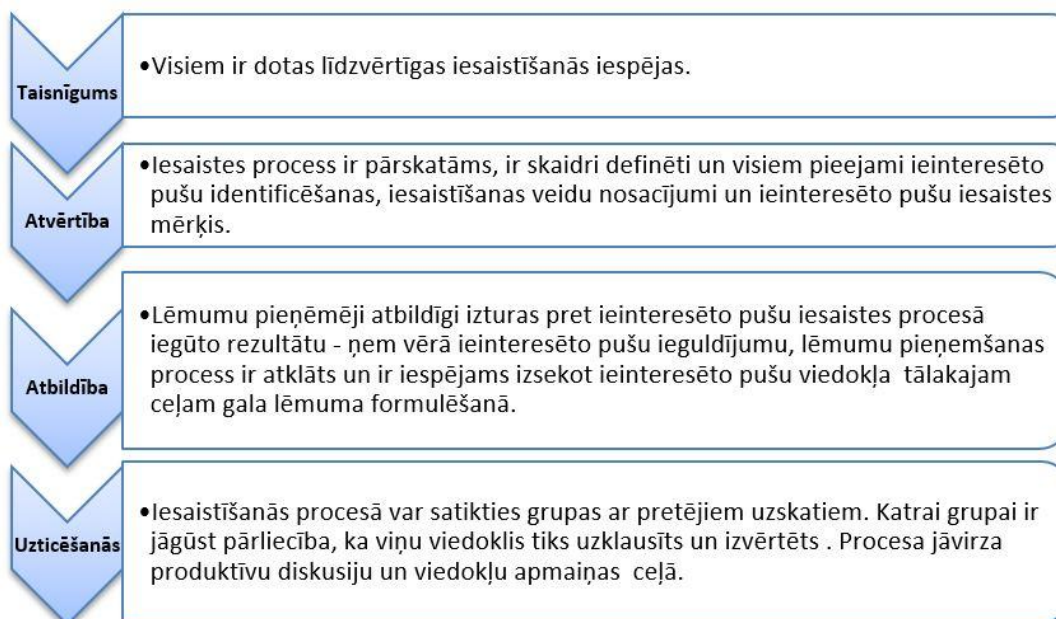 Taisnīgums
•Visiem ir dotas līdzvērtīgas iesaistīšanās iespējas.
Atvērtība
•Iesaistes process ir pārskatāms, ir skaidri definēti un visiem pieejami ieinteresēto
pušu identificēšanas, iesaistīšanas veidu nosacījumi un ieinteresēto pušu iesaistes
mērķis.
Atbildība
•Lēmumu pieņēmēji atbildīgi izturas pret ieinteresēto pušu iesaistes procesā
iegūto rezultātu - ņem vērā ieinteresēto pušu ieguldījumu, lēmumu pieņemšanas
process ir atklāts un ir iespējams izsekot ieinteresēto pušu viedokļa tālakajam
ceļam gala lēmuma formulēšanā.
Uzticēšanās
•Iesaistīšanās procesā var satikties grupas ar pretējiem uzskatiem. Katrai grupai ir
jāgūst pārliecība, ka viņu viedoklis tiks uzklausīts un izvērtēts . Procesa jāvirza
produktīvu diskusiju un viedokļu apmaiņas ceļā.